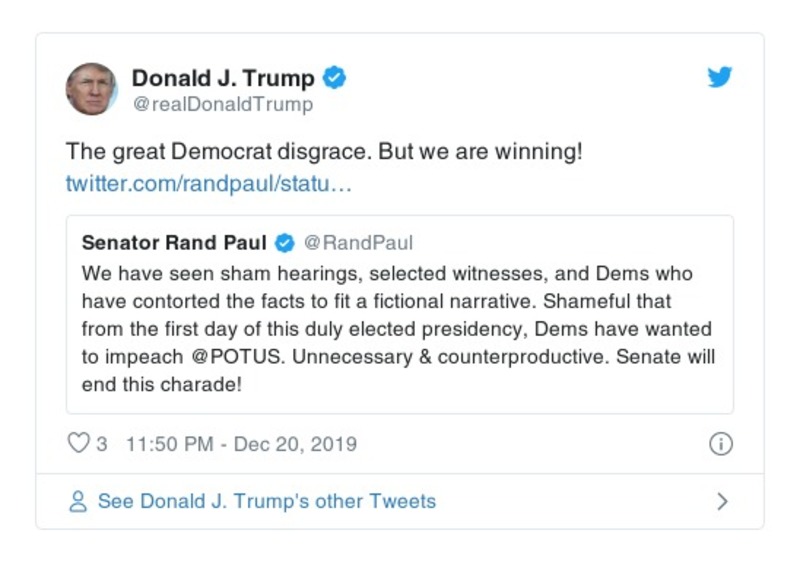 Donald J. Trump
@realDonaldTrump
The great Democrat disgrace. But we are winning!
twitter.com/randpaul/statu…
Senator Rand Paul @RandPaul
We have seen sham hearings, selected witnesses, and Dems who
have contorted the facts to fit a fictional narrative. Shameful that
from the first day of this duly elected presidency, Dems have wanted
to impeach @POTUS. Unnecessary & counterproductive. Senate will
end this charade!
3 11:50 PM - Dec 20, 2019
See Donald J. Trump's other Tweets